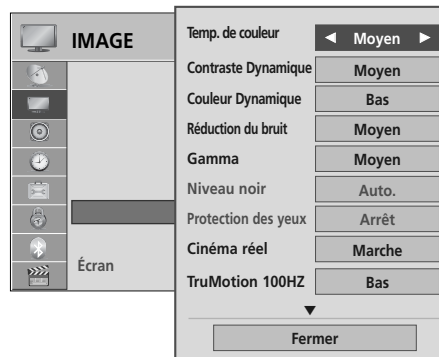 IMAGE
Écran
Temp. de couleur ◄ Moyen ►
Contraste Dynamique Moyen
Couleur Dynamique Bas
Réduction du bruit Moyen
Gamma Moyen
Niveau noir Auto.
Protection des yeux Arrêt
Cinéma réel Marche
TruMotion 100HZ Bas
▼
Fermer